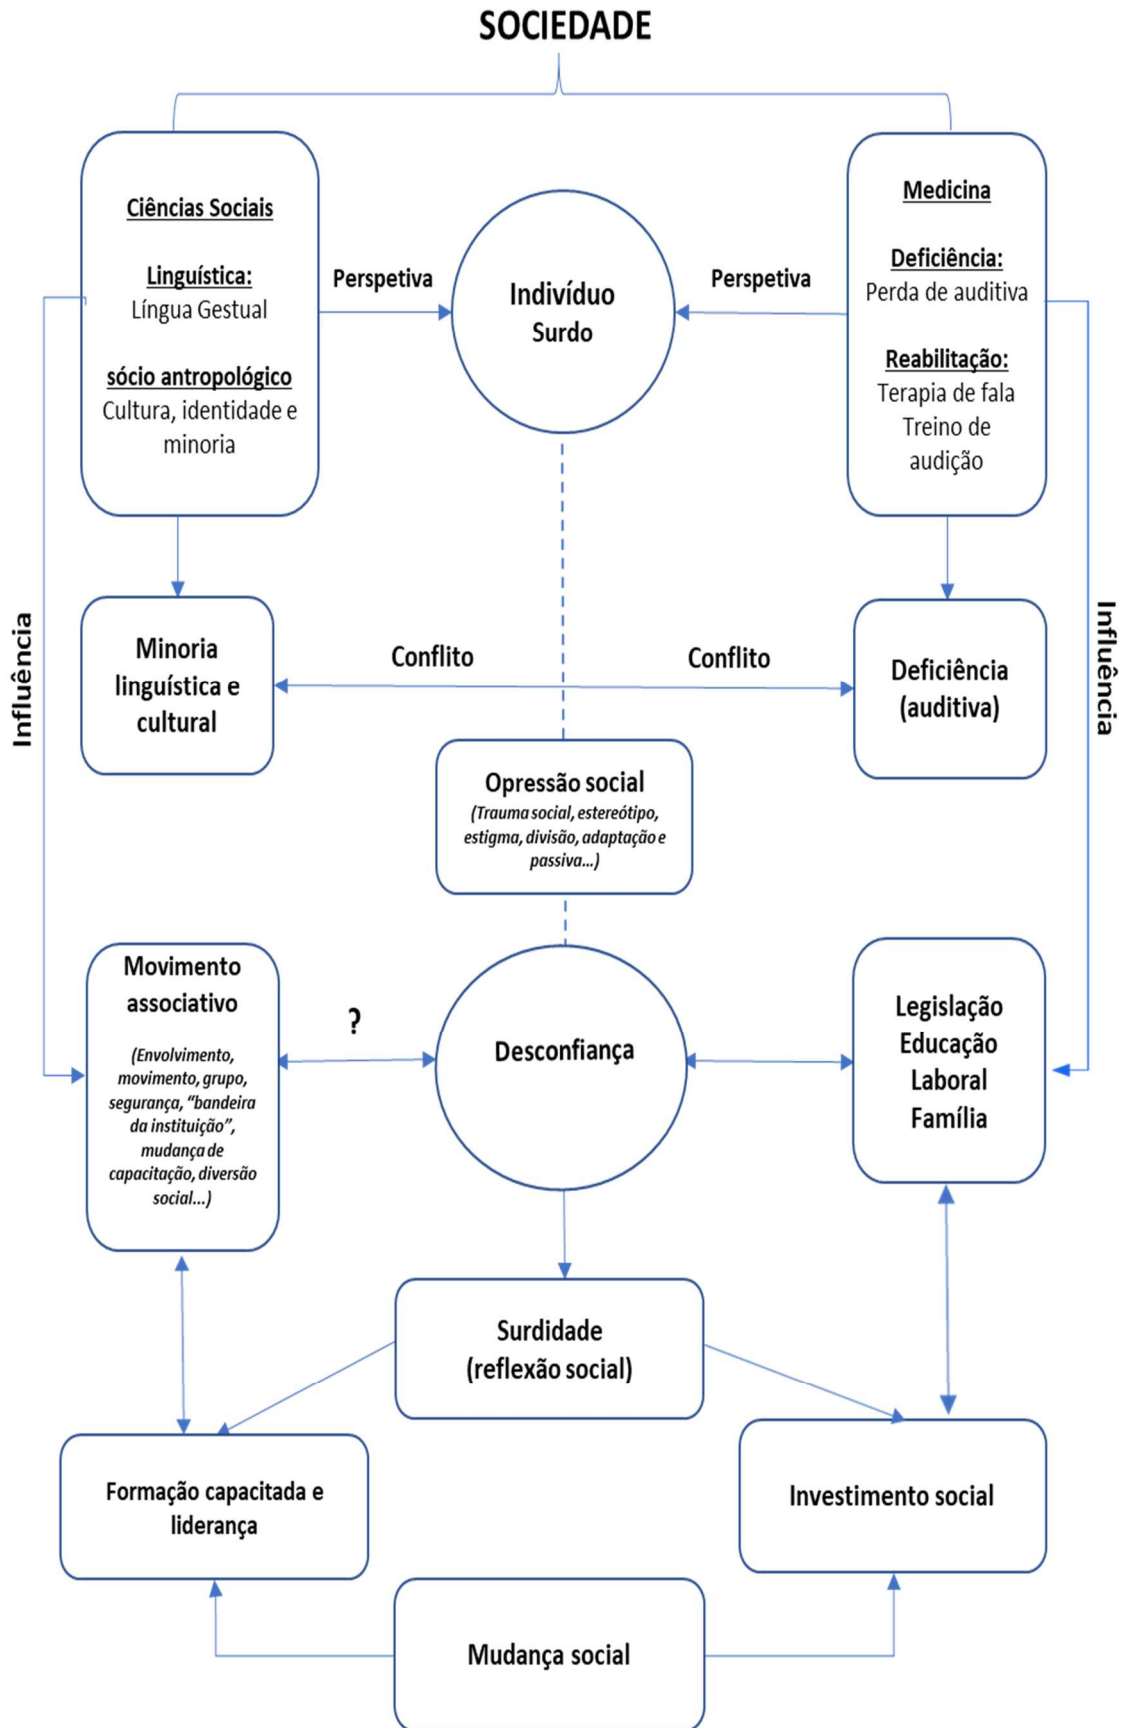 SOCIEDADE
Ciências Sociais
Linguística:
Língua Gestual
sócio antropológico
Cultura, identidade e
minoria
Perspetiva
Indivíduo
Surdo
Perspetiva
Medicina
Deficiência:
Perda de auditiva
Reabilitação:
Terapia de fala
Treino de
audição
Influência
Minoria
linguística e
cultural
Conflito
Conflito
Deficiência
(auditiva)
Influência
Opressão social
(Trauma social, estereótipo,
estigma, divisão, adaptação e
passiva...)
Movimento
associativo
(Envolvimento,
movimento, grupo,
segurança, “bandeira
da instituição”,
mudança de
capacitação, diversão
social...)
?
Desconfiança
Legislação
Educação
Laboral
Família
Surdidade
(reflexão social)
Formação capacitada e
liderança
Investimento social
Mudança social